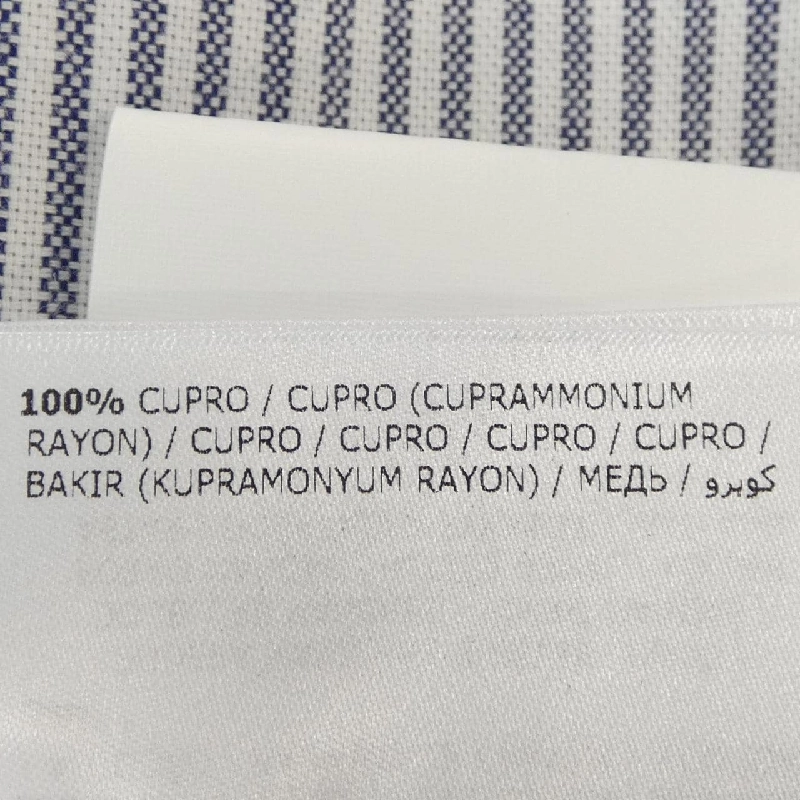 100% CUPRO / CUPRO (CUPRAMMONIUM
RAYON) / CUPRO / CUPRO / CUPRO / CUPRO /
BAKIR (KUPRAMONYUM RAYON) / МЕДЬ / كوبرو